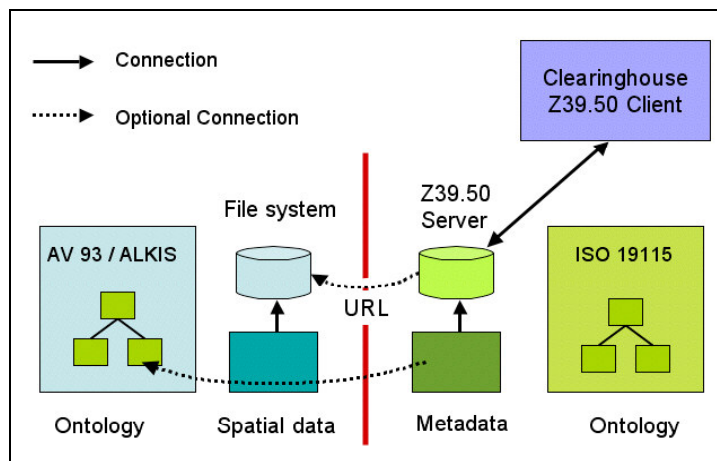 Connection
Clearinghouse
Z39.50 Client
Optional Connection
Z39.50
Server
File system
AV 93 / ALKIS
ISO 19115
URL
Ontology
Spatial data
Metadata
Ontology